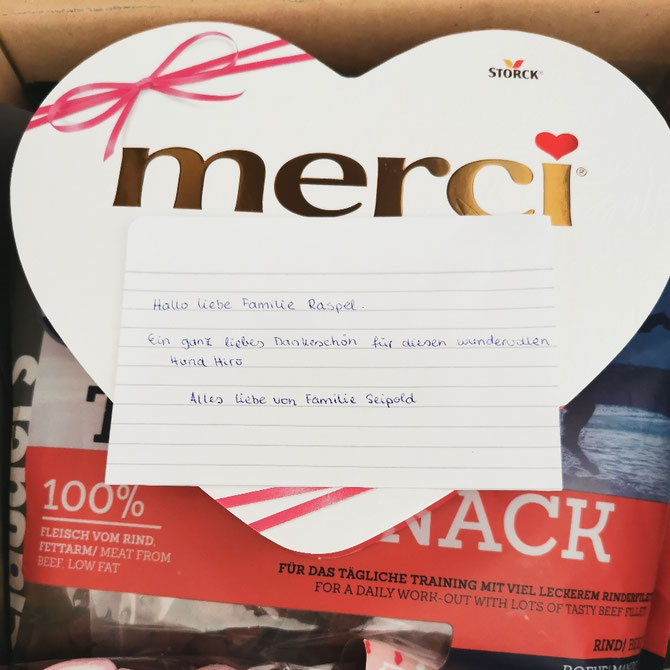 STORCK
merci
Hallo liebe Familie Raspel.
Ein ganz liebes Dankeschön für diesen wundervollen
Hund Hiro
Alles liebe von Familie Seipold
100%
FLEISCH VOM RIND,
FETTARM/ MEAT FROM
BEEF, LOW FAT
NACK
FÜR DAS TÄGLICHE TRAINING MIT VIEL LECKEREM RINDERFILET
FOR A DAILY WORK-OUT WITH LOTS OF TASTY BEEF FILLET
RIND/